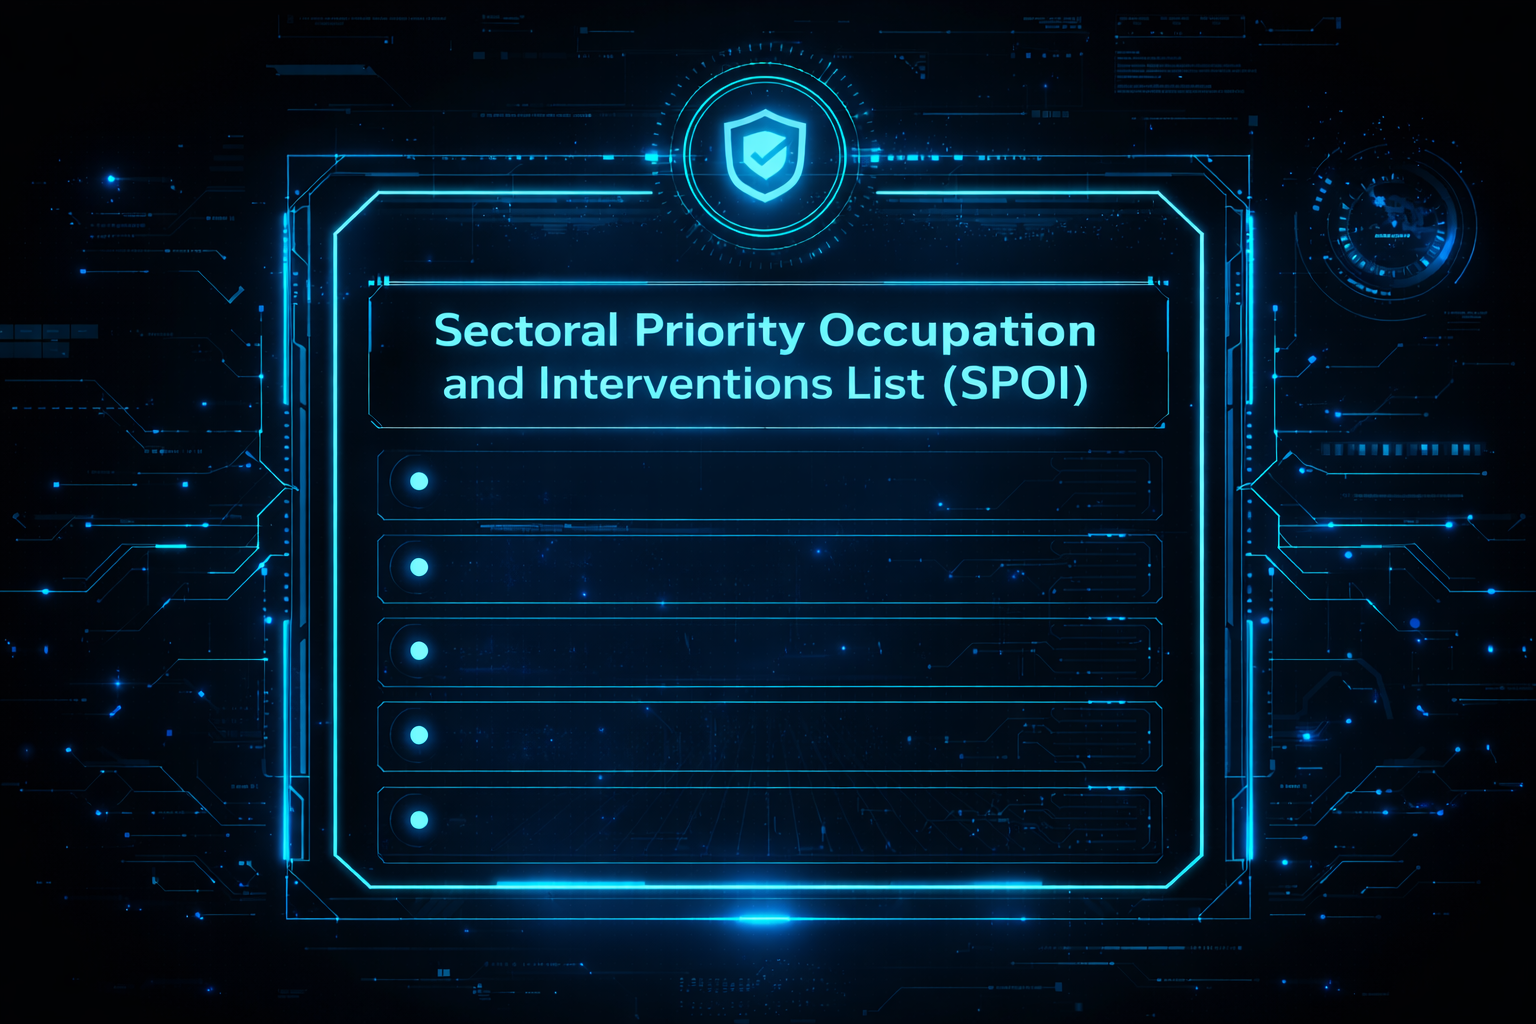 Sectoral Priority Occupation
and Interventions List (SPOI)